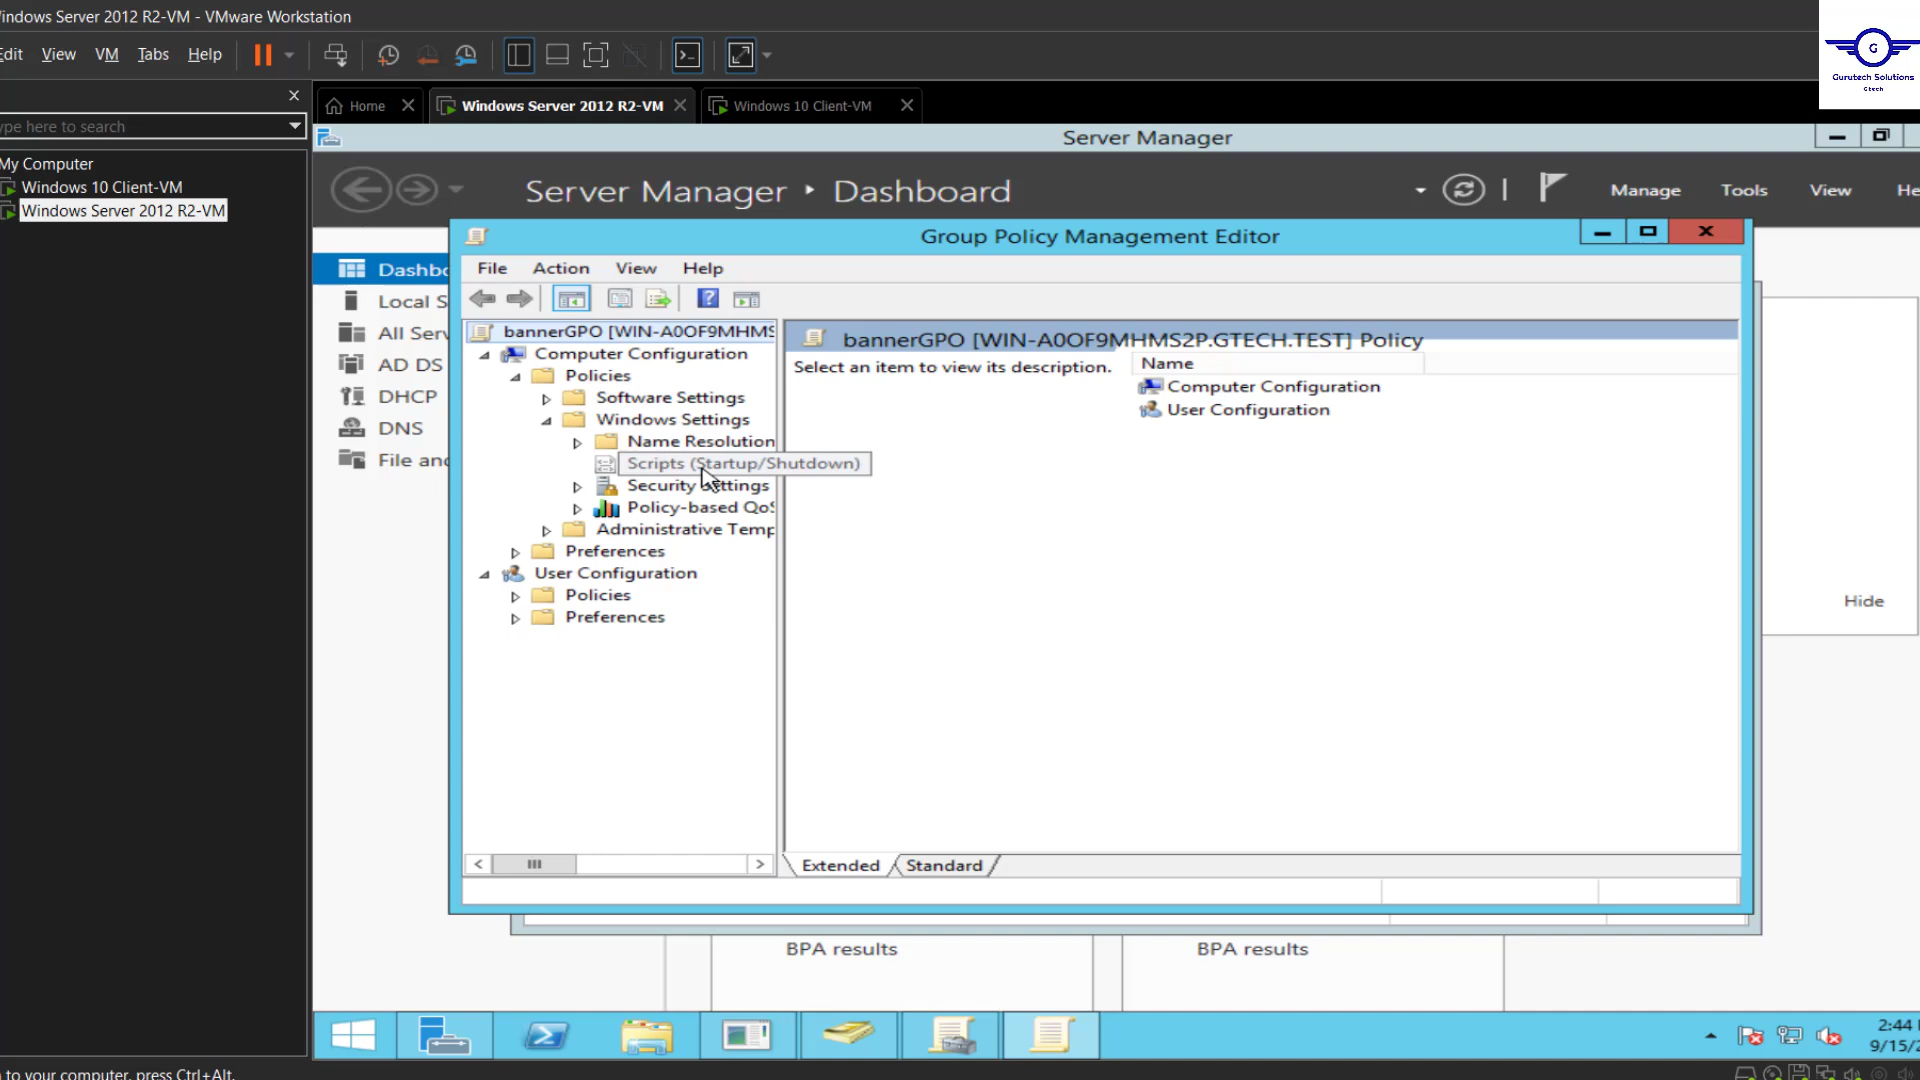 indows Server 2012 R2-VM - VMware Workstation
Edit View VM Tabs Help
G
Gurutech Solutions
Gtech
Home
Windows Server 2012 R2-VM
Windows 10 Client-VM
ype here to search
My Computer
Windows 10 Client-VM
Windows Server 2012 R2-VM
Server Manager
Server Manager • Dashboard
Manage Tools View He
Dashbo
Local S
All Serv
AD DS
DHCP
DNS
File and
Group Policy Management Editor
File Action View Help
bannerGPO [WIN-A0OF9MHMS
Computer Configuration
Policies
Software Settings
Windows Settings
Name Resolution
Scripts (Startup/Shutdown)
Security Settings
Policy-based QoS
Administrative Temp
Preferences
User Configuration
Policies
Preferences
bannerGPO [WIN-A0OF9MHMS2P.GTECH.TEST] Policy
Select an item to view its description.
Name
Computer Configuration
User Configuration
Extended Standard
Hide
BPA results
BPA results
2:44
9/15/2
to your computer, press Ctrl+Alt.